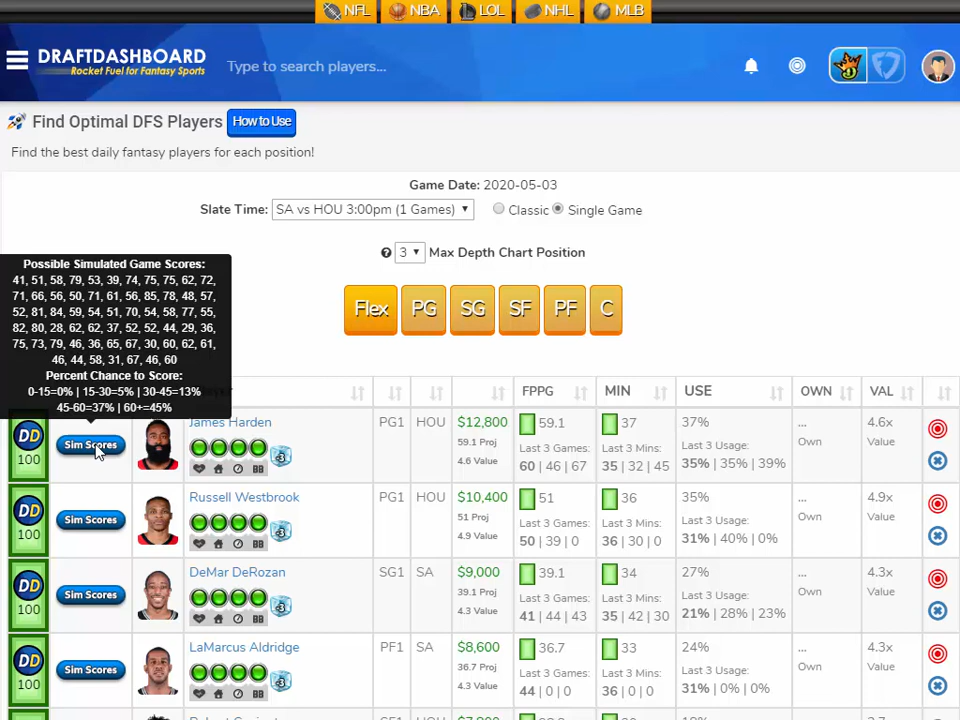 NFL NBA LOL NHL MLB
DRAFTDASHBOARD
Rocket Fuel for Fantasy Sports
Type to search players...
Find Optimal DFS Players How to Use
Find the best daily fantasy players for each position!
Game Date: 2020-05-03
Slate Time: SA vs HOU 3:00pm (1 Games) Classic Single Game
3 Max Depth Chart Position
Possible Simulated Game Scores:
41, 51, 58, 79, 53, 39, 74, 75, 75, 62, 72,
71, 66, 56, 50, 71, 61, 56, 85, 78, 48, 57,
52, 81, 84, 59, 54, 51, 70, 54, 58, 77, 55,
82, 80, 28, 62, 62, 37, 52, 52, 44, 29, 36,
75, 73, 79, 46, 36, 65, 67, 30, 60, 62, 61,
46, 44, 58, 31, 67, 46, 60
Percent Chance to Score:
0-15=0% | 15-30=5% | 30-45=13%
45-60=37% | 60+=45%
Flex PG SG SF PF C
FPPG MIN USE OWN VAL
DD 100 Sim Scores James Harden BB 3 PG1 HOU $12,800 59.1 Proj 4.6 Value 59.1 Last 3 Games: 60 | 46 | 67 37 Last 3 Mins: 35 | 32 | 45 37% Last 3 Usage: 35% | 35% | 39% ... Own 4.6x Value
DD 100 Sim Scores Russell Westbrook BB 3 PG1 HOU $10,400 51 Proj 4.9 Value 51 Last 3 Games: 50 | 39 | 0 36 Last 3 Mins: 36 | 30 | 0 35% Last 3 Usage: 31% | 40% | 0% ... Own 4.9x Value
DD 100 Sim Scores DeMar DeRozan BB 3 SG1 SA $9,000 39.1 Proj 4.3 Value 39.1 Last 3 Games: 41 | 44 | 43 34 Last 3 Mins: 35 | 42 | 30 27% Last 3 Usage: 21% | 28% | 23% ... Own 4.3x Value
DD 100 Sim Scores LaMarcus Aldridge BB 3 PF1 SA $8,600 36.7 Proj 4.3 Value 36.7 Last 3 Games: 44 | 0 | 0 33 Last 3 Mins: 36 | 0 | 0 24% Last 3 Usage: 31% | 0% | 0% ... Own 4.3x Value